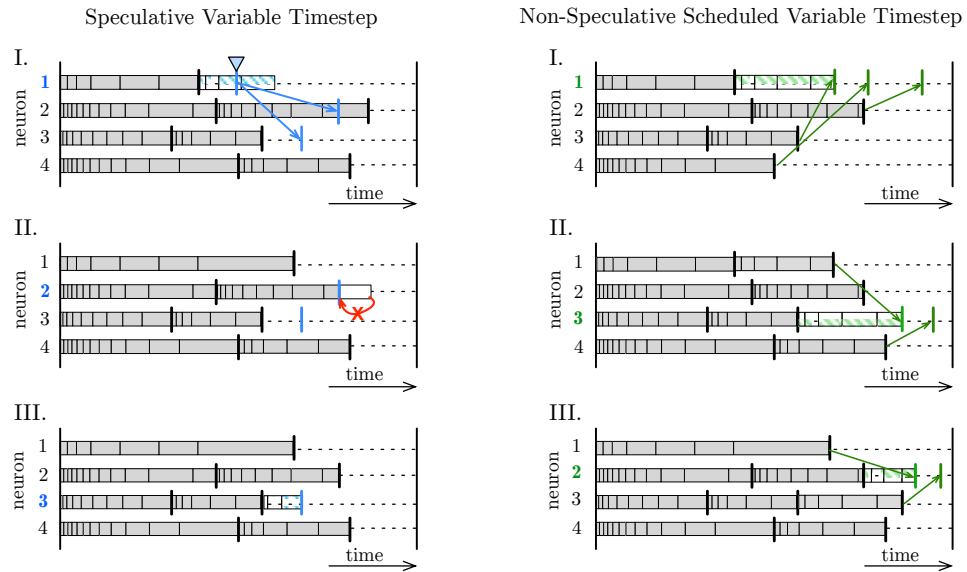 Speculative Variable Timestep
I.
neuron
1
2
3
4
time
II.
neuron
1
2
3
4
time
III.
neuron
1
2
3
4
time
Non-Speculative Scheduled Variable Timestep
I.
neuron
1
2
3
4
time
II.
neuron
1
2
3
4
time
III.
neuron
1
2
3
4
time